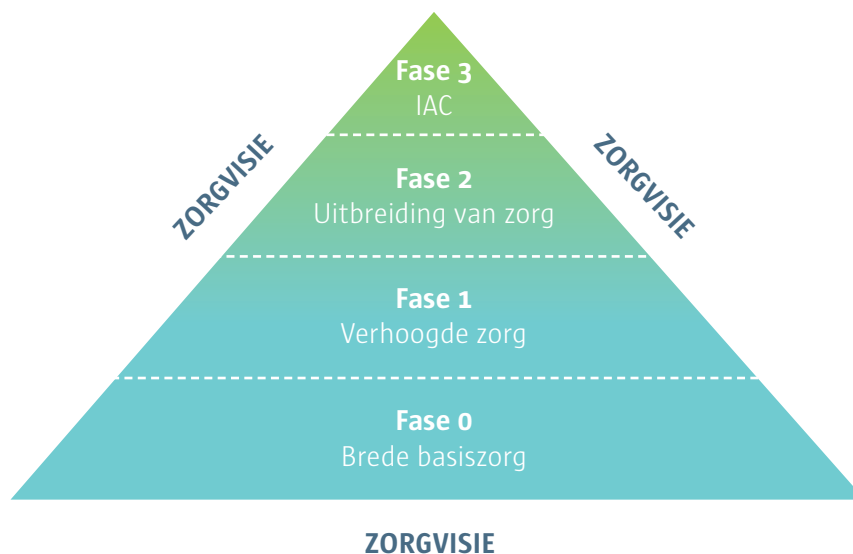 Fase 3
IAC
ZORGVISIE
ZORGVISIE
Fase 2
Uitbreiding van zorg
Fase 1
Verhoogde zorg
Fase 0
Brede basiszorg
ZORGVISIE